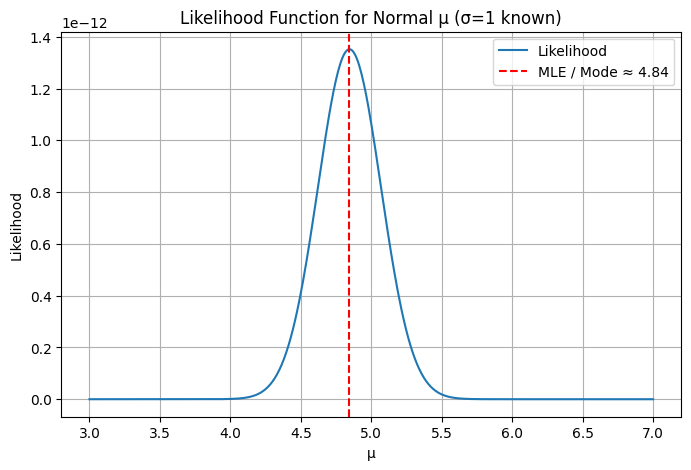 Likelihood Function for Normal μ (σ=1 known)
1e−12
1.4
1.2
1.0
0.8
0.6
0.4
0.2
0.0
Likelihood
Likelihood
MLE / Mode ≈ 4.84
3.0 3.5 4.0 4.5 5.0 5.5 6.0 6.5 7.0
μ